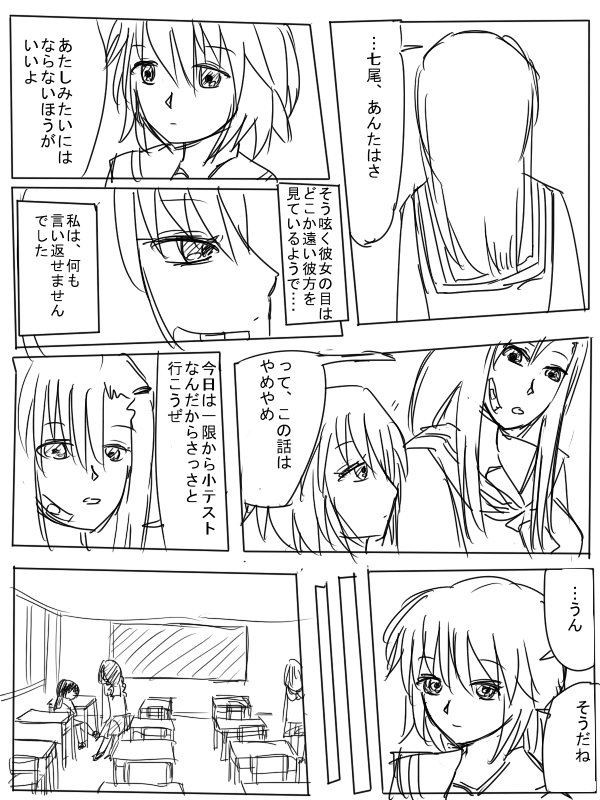 …七尾、あんたはさ
あたしみたいには
ならないほうが
いいよ
そう呟く彼女の目は
どこか遠い彼方を
見ているようで……
私は、何も
言い返せません
でした
って、この話は
やめやめ
今日は一限から小テスト
なんだからさっさと
行こうぜ
…うん
そうだね